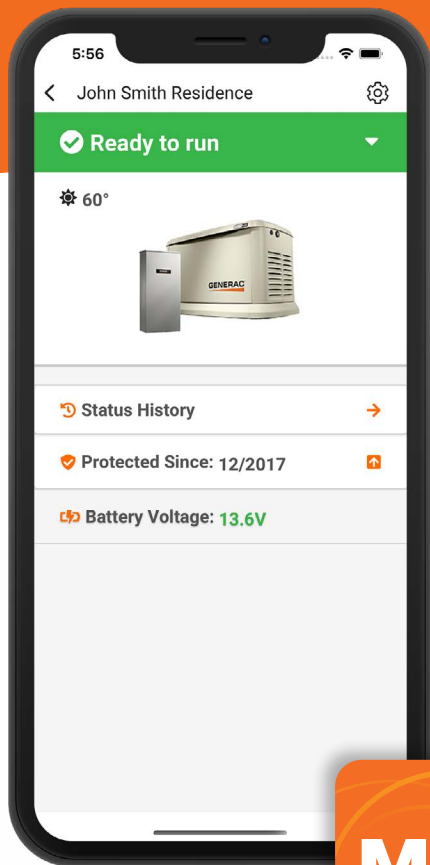 5:56
John Smith Residence
Ready to run
60°
GENERAC
Status History
Protected Since: 12/2017
Battery Voltage: 13.6V
M